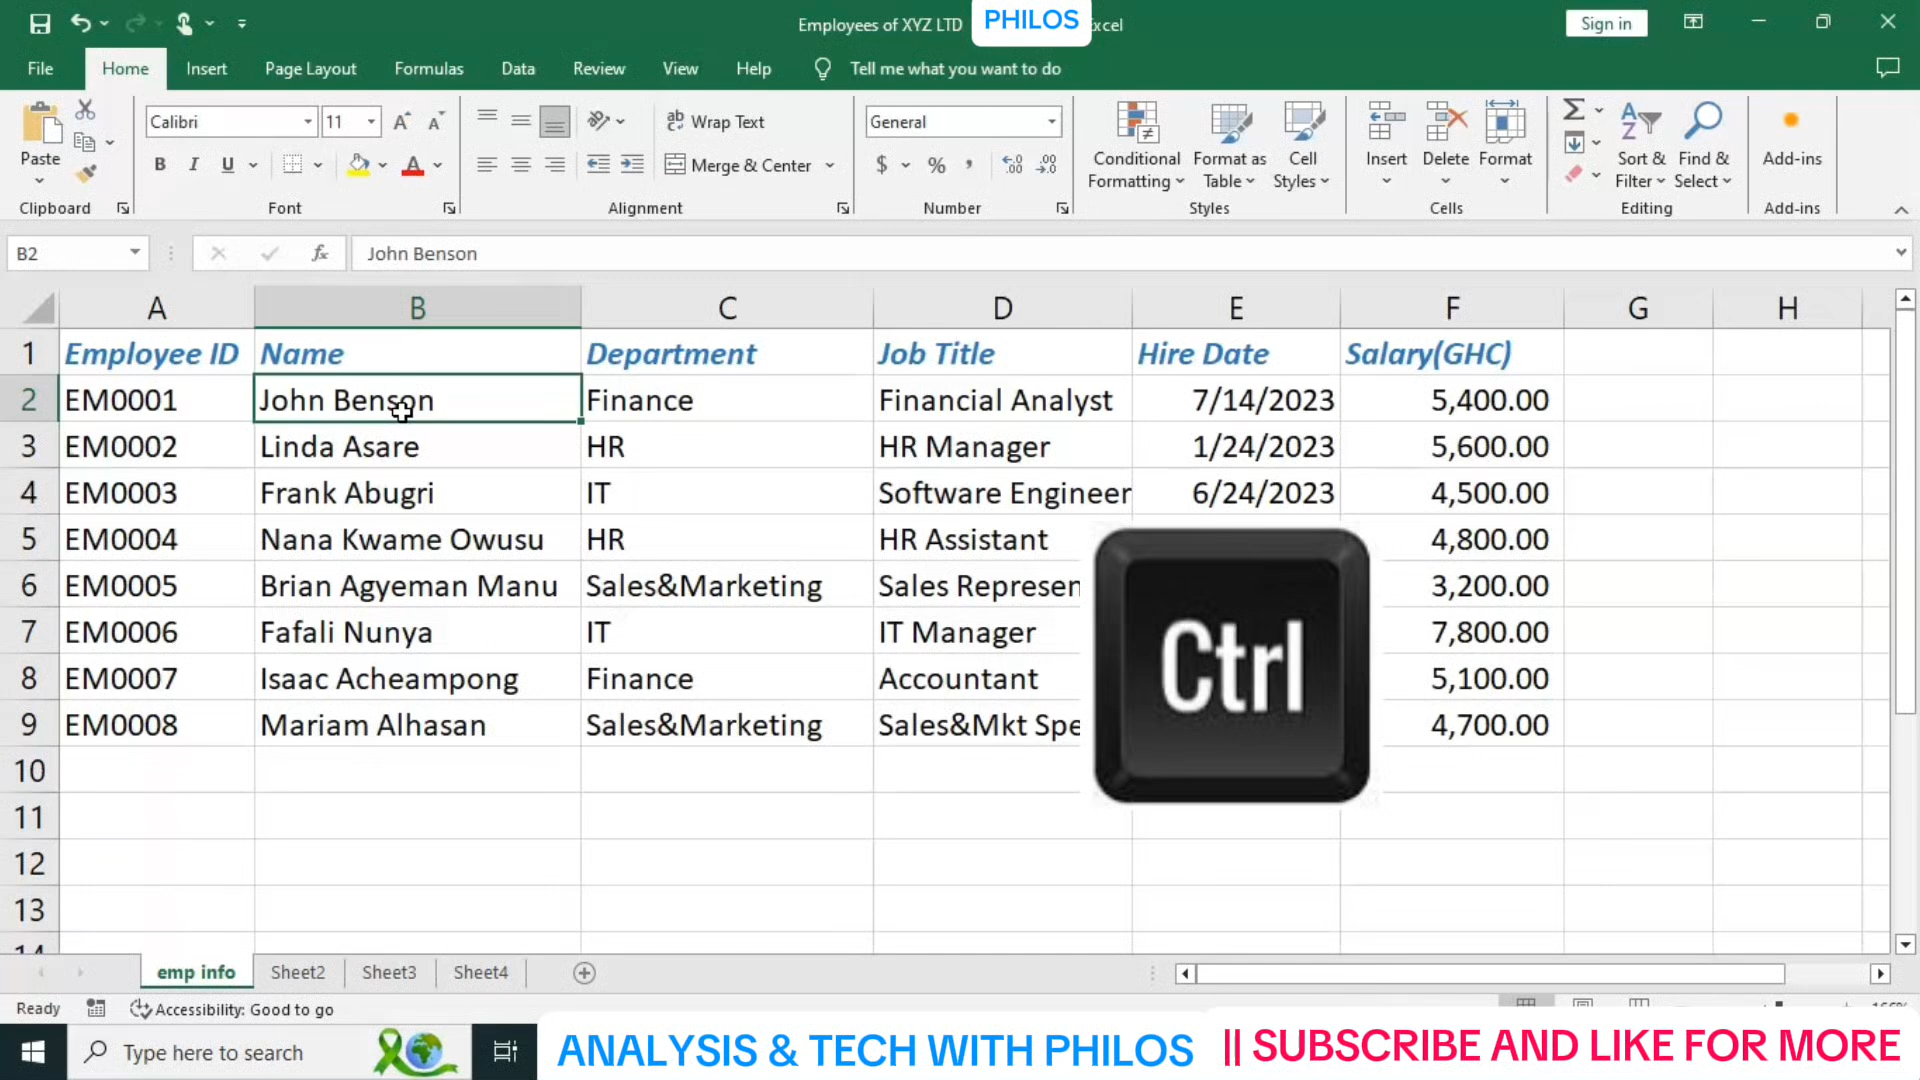 Employees of XYZ LTD
PHILOS
xcel
Sign in
File Home Insert Page Layout Formulas Data Review View Help Tell me what you want to do
Paste
Clipboard
Calibri 11
B I U
Font
Wrap Text
Merge & Center
Alignment
General
$ % ,
Number
Conditional Formatting
Format as Table
Cell Styles
Styles
Insert Delete Format
Cells
Sort & Filter
Find & Select
Editing
Add-ins
Add-ins
B2 fx John Benson
A B C D E F G H
1 Employee ID Name Department Job Title Hire Date Salary(GHC)
2 EM0001 John Benson Finance Financial Analyst 7/14/2023 5,400.00
3 EM0002 Linda Asare HR HR Manager 1/24/2023 5,600.00
4 EM0003 Frank Abugri IT Software Engineer 6/24/2023 4,500.00
5 EM0004 Nana Kwame Owusu HR HR Assistant 4,800.00
6 EM0005 Brian Agyeman Manu Sales&Marketing Sales Represen 3,200.00
7 EM0006 Fafali Nunya IT IT Manager 7,800.00
8 EM0007 Isaac Acheampong Finance Accountant 5,100.00
9 EM0008 Mariam Alhasan Sales&Marketing Sales&Mkt Spe 4,700.00
Ctrl
10
11
12
13
emp info Sheet2 Sheet3 Sheet4
Ready Accessibility: Good to go
Type here to search
ANALYSIS & TECH WITH PHILOS || SUBSCRIBE AND LIKE FOR MORE